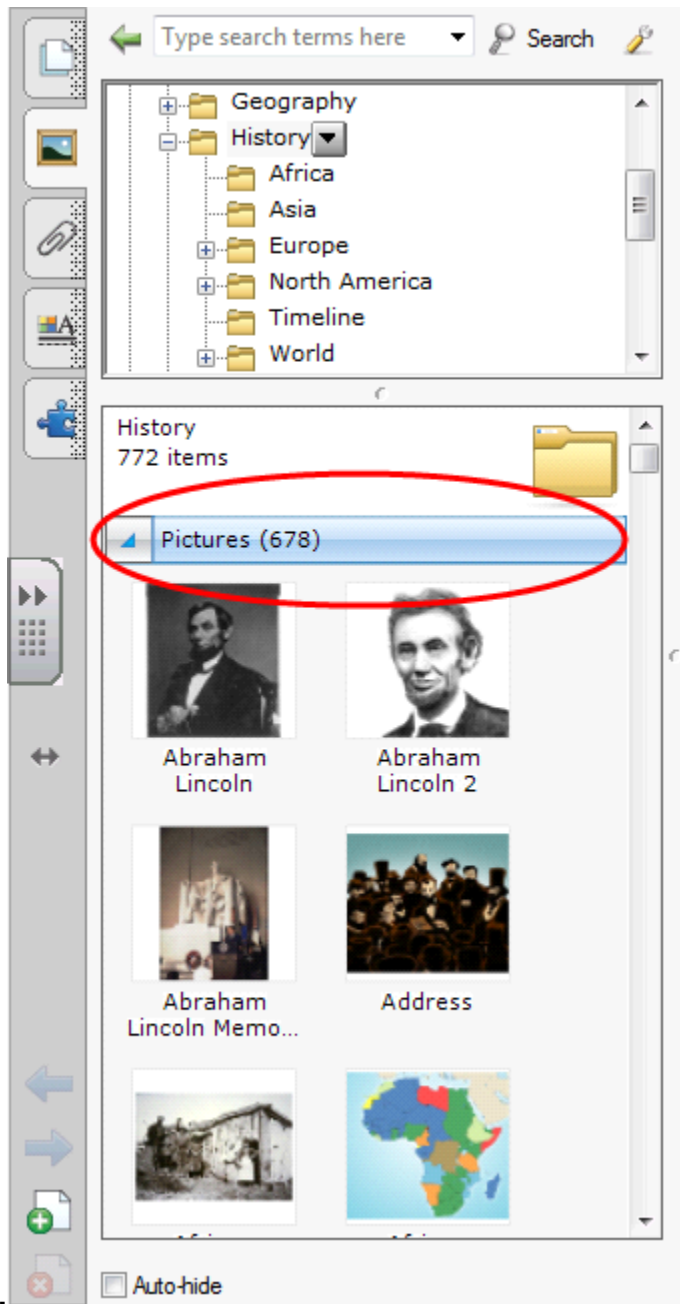 Type search terms here
Search
Geography
History
Africa
Asia
Europe
North America
Timeline
World
A
History
772 items
Pictures (678)
Abraham
Lincoln
Abraham
Lincoln 2
Abraham
Lincoln Memo...
Address
Auto-hide